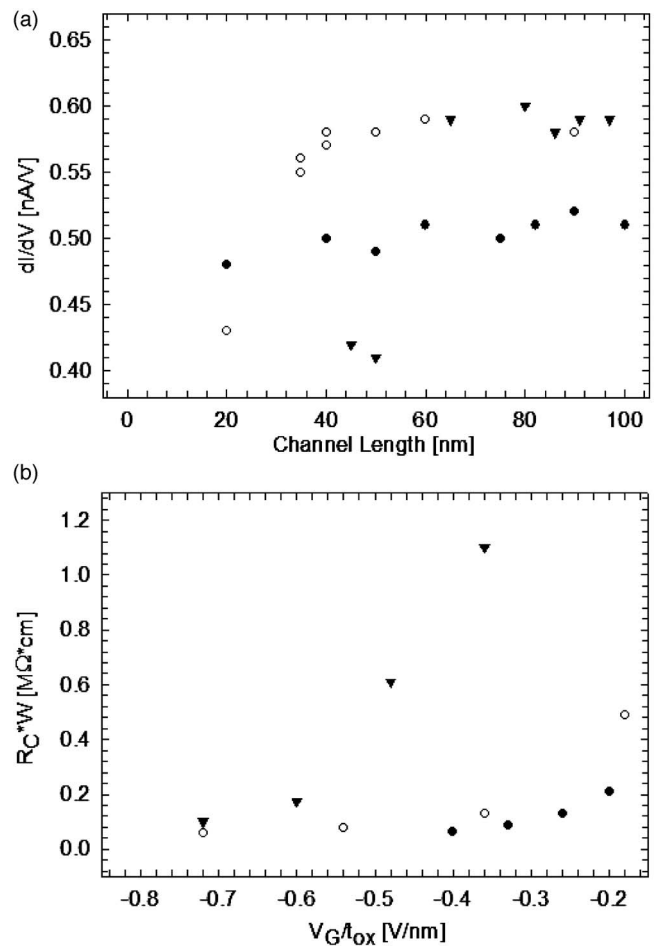 (a)
0.65
0.60
0.55
0.50
0.45
0.40
dI/dV [nA/V]
0 20 40 60 80 100
Channel Length [nm]
(b)
1.2
1.0
0.8
0.6
0.4
0.2
0.0
RC*W [MΩ*cm]
-0.8 -0.7 -0.6 -0.5 -0.4 -0.3 -0.2
VG/tox [V/nm]